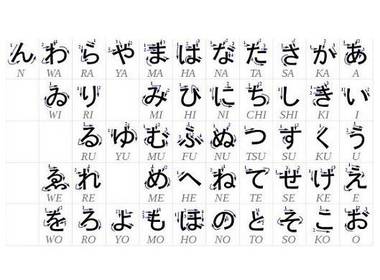 ん わ ら や ま は な た さ か あ
N WA RA YA MA HA NA TA SA KA A
ゐ り み ひ に ち し き い
WI RI MI HI NI CHI SHI KI I
る ゆ む ふ ぬ つ す く う
RU YU MU FU NU TSU SU KU U
ゑ れ め へ ね て せ け え
WE RE ME HE NE TE SE KE E
を ろ よ も ほ の と そ こ お
WO RO YO MO HO NO TO SO KO O